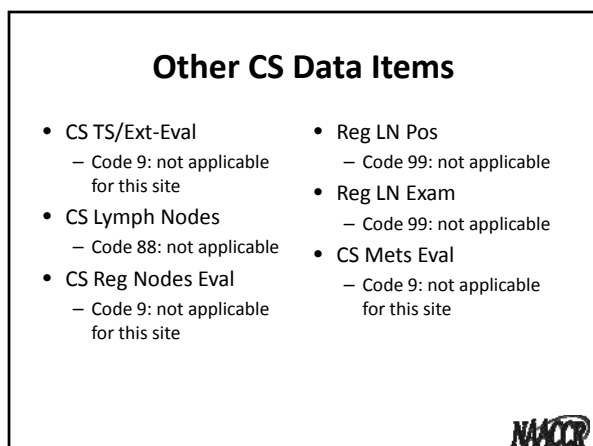 Other CS Data Items
• CS TS/Ext-Eval
– Code 9: not applicable
for this site
• CS Lymph Nodes
– Code 88: not applicable
• CS Reg Nodes Eval
– Code 9: not applicable
for this site
• Reg LN Pos
– Code 99: not applicable
• Reg LN Exam
– Code 99: not applicable
• CS Mets Eval
– Code 9: not applicable
for this site
NAACCR